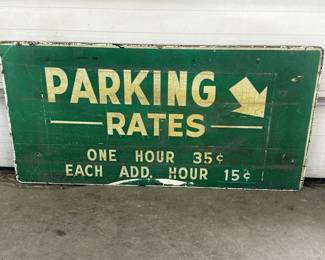 PARKING
RATES
ONE HOUR 35¢
EACH ADD. HOUR 15¢